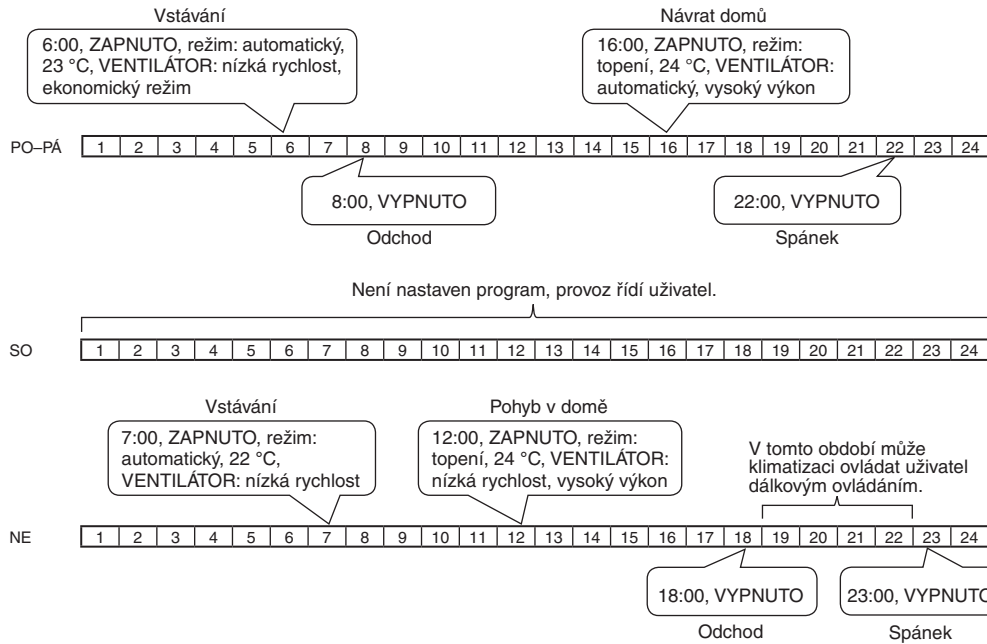 Vstávání
6:00, ZAPNUTO, režim: automatický,
23 °C, VENTILÁTOR: nízká rychlost,
ekonomický režim
Návrat domů
16:00, ZAPNUTO, režim:
topení, 24 °C, VENTILÁTOR:
automatický, vysoký výkon
PO–PÁ
1 2 3 4 5 6 7 8 9 10 11 12 13 14 15 16 17 18 19 20 21 22 23 24
8:00, VYPNUTO
Odchod
22:00, VYPNUTO
Spánek
Není nastaven program, provoz řídí uživatel.
SO
1 2 3 4 5 6 7 8 9 10 11 12 13 14 15 16 17 18 19 20 21 22 23 24
Vstávání
7:00, ZAPNUTO, režim:
automatický, 22 °C,
VENTILÁTOR: nízká rychlost
Pohyb v domě
12:00, ZAPNUTO, režim:
topení, 24 °C, VENTILÁTOR:
nízká rychlost, vysoký výkon
V tomto období může
klimatizaci ovládat uživatel
dálkovým ovládáním.
NE
1 2 3 4 5 6 7 8 9 10 11 12 13 14 15 16 17 18 19 20 21 22 23 24
18:00, VYPNUTO
Odchod
23:00, VYPNUTO
Spánek